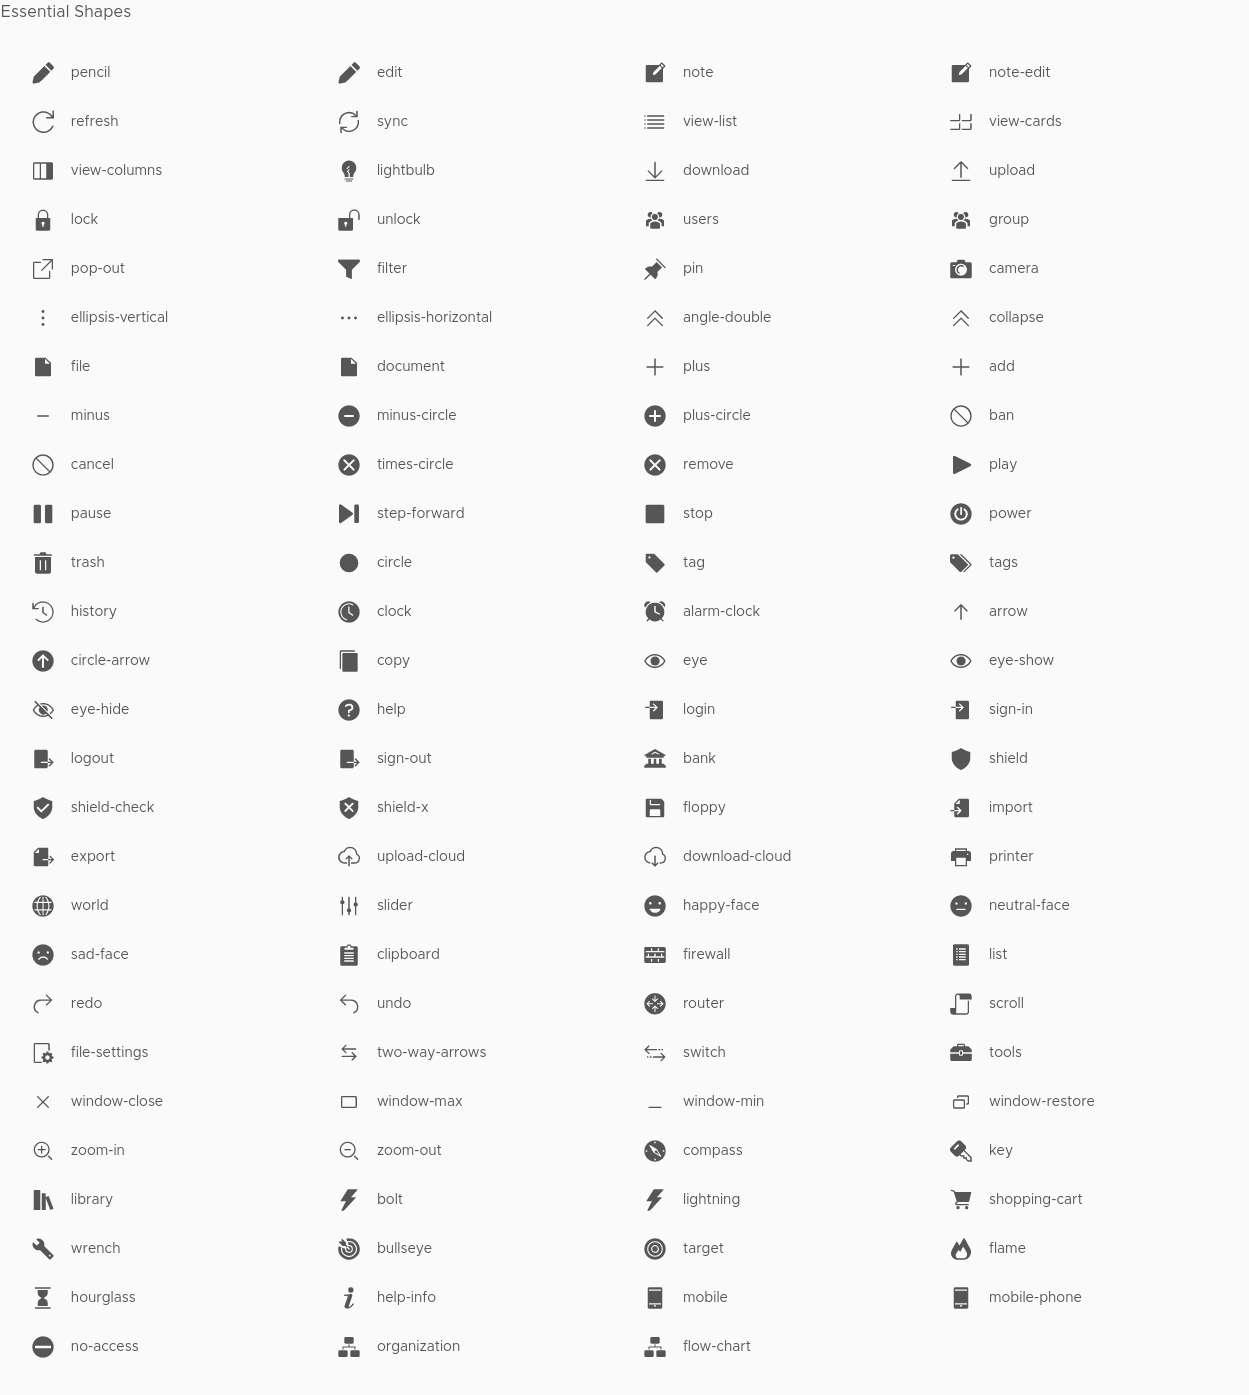 Essential Shapes
pencil edit note note-edit
refresh sync view-list view-cards
view-columns lightbulb download upload
lock unlock users group
pop-out filter pin camera
ellipsis-vertical ellipsis-horizontal angle-double collapse
file document plus add
minus minus-circle plus-circle ban
cancel times-circle remove play
pause step-forward stop power
trash circle tag tags
history clock alarm-clock arrow
circle-arrow copy eye eye-show
eye-hide help login sign-in
logout sign-out bank shield
shield-check shield-x floppy import
export upload-cloud download-cloud printer
world slider happy-face neutral-face
sad-face clipboard firewall list
redo undo router scroll
file-settings two-way-arrows switch tools
window-close window-max window-min window-restore
zoom-in zoom-out compass key
library bolt lightning shopping-cart
wrench bullseye target flame
hourglass help-info mobile mobile-phone
no-access organization flow-chart